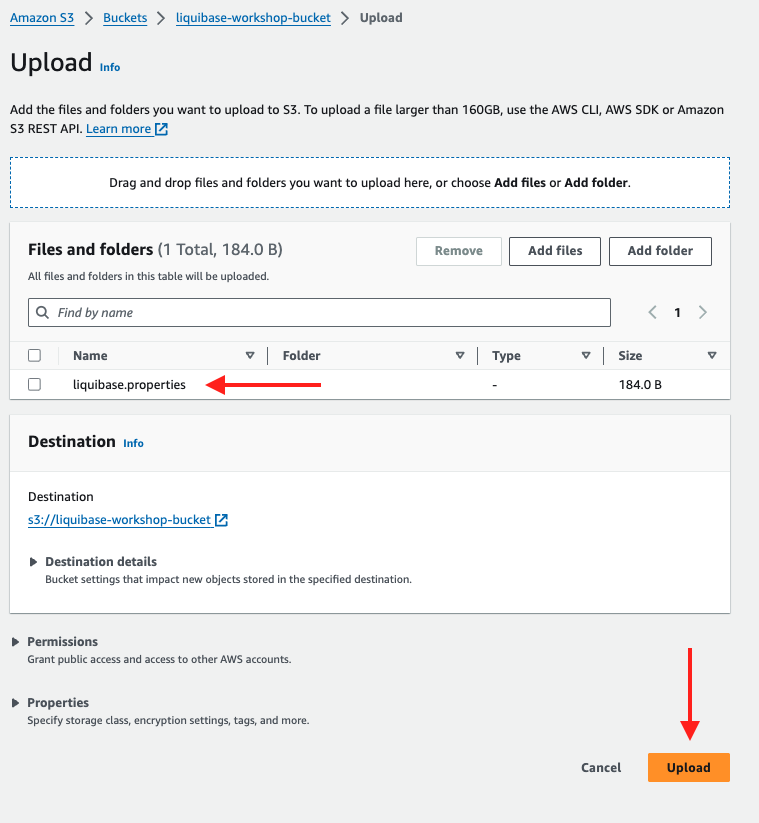 Amazon S3 > Buckets > liquibase-workshop-bucket > Upload
Upload Info
Add the files and folders you want to upload to S3. To upload a file larger than 160GB, use the AWS CLI, AWS SDK or Amazon
S3 REST API. Learn more
Drag and drop files and folders you want to upload here, or choose Add files or Add folder.
Files and folders (1 Total, 184.0 B)
Remove
Add files
Add folder
All files and folders in this table will be uploaded.
Find by name
1
Name Folder Type Size
liquibase.properties - 184.0 B
Destination Info
Destination
s3://liquibase-workshop-bucket
Destination details
Bucket settings that impact new objects stored in the specified destination.
Permissions
Grant public access and access to other AWS accounts.
Properties
Specify storage class, encryption settings, tags, and more.
Cancel
Upload